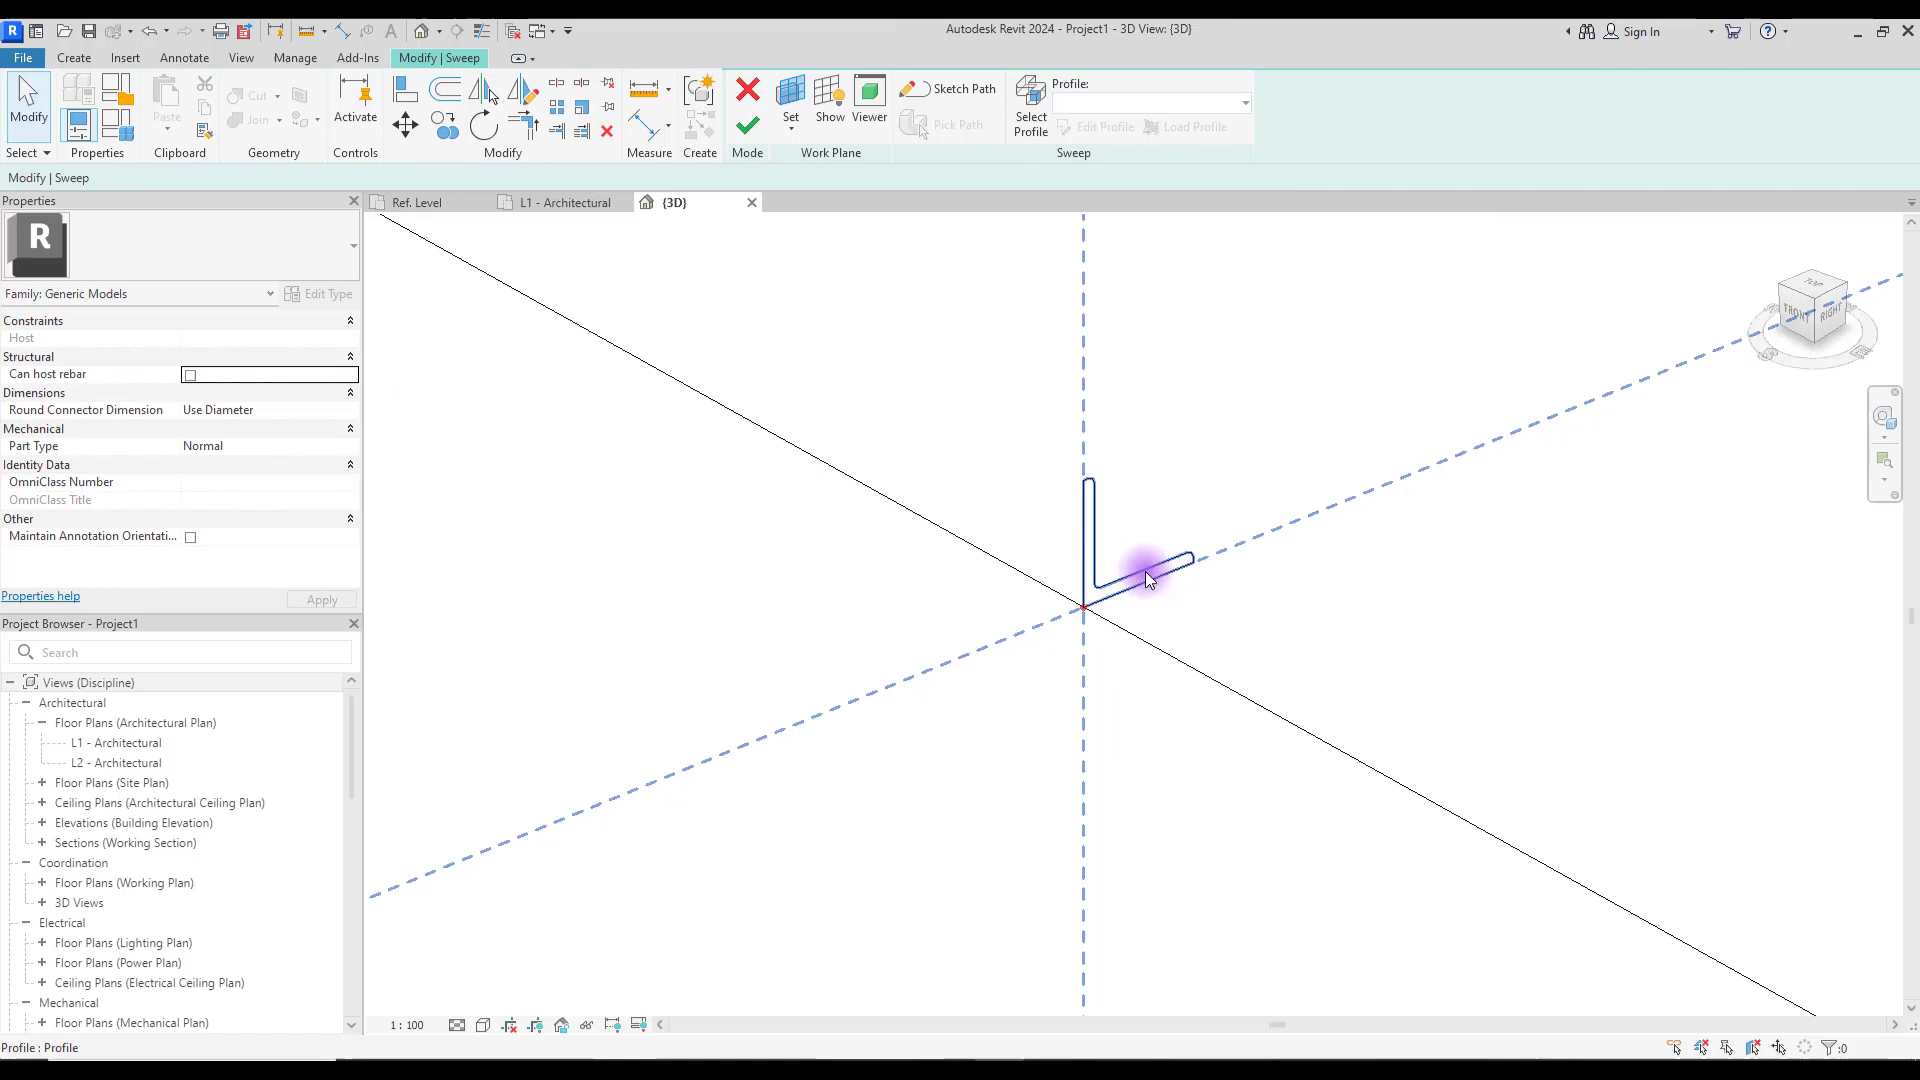 Autodesk Revit 2024 - Project1 - 3D View: {3D}
Sign In
File Create Insert Annotate View Manage Add-Ins Modify | Sweep
Modify
Paste
Cut
Join
Activate
Set
Show
Viewer
Sketch Path
Pick Path
Select Profile
Profile:
Edit Profile
Load Profile
Select Properties Clipboard Geometry Controls Modify Measure Create Mode Work Plane Sweep
Modify | Sweep
Properties
Ref. Level
L1 - Architectural
{3D}
R
Family: Generic Models
Edit Type
Constraints
Host
Structural
Can host rebar
Dimensions
Round Connector Dimension Use Diameter
Mechanical
Part Type Normal
Identity Data
OmniClass Number
OmniClass Title
Other
Maintain Annotation Orientati...
Properties help
Apply
TOP
FRONT
RIGHT
Project Browser - Project1
Search
Views (Discipline)
Architectural
Floor Plans (Architectural Plan)
L1 - Architectural
L2 - Architectural
Floor Plans (Site Plan)
Ceiling Plans (Architectural Ceiling Plan)
Elevations (Building Elevation)
Sections (Working Section)
Coordination
Floor Plans (Working Plan)
3D Views
Electrical
Floor Plans (Lighting Plan)
Floor Plans (Power Plan)
Ceiling Plans (Electrical Ceiling Plan)
Mechanical
Floor Plans (Mechanical Plan)
1 : 100
Profile : Profile
:0